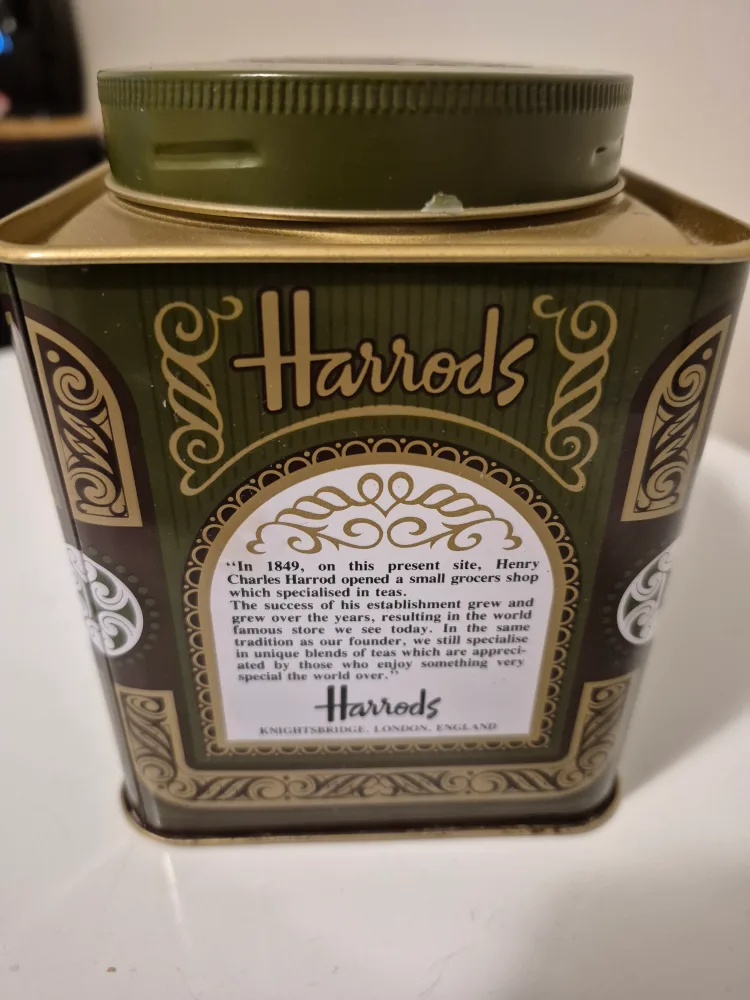 Harrods
“In 1849, on this present site, Henry
Charles Harrod opened a small grocers shop
which specialised in teas.
The success of his establishment grew and
grew over the years, resulting in the world
famous store we see today. In the same
tradition as our founder, we still specialise
in unique blends of teas which are appreci-
ated by those who enjoy something very
special the world over.”
Harrods
KNIGHTSBRIDGE, LONDON, ENGLAND